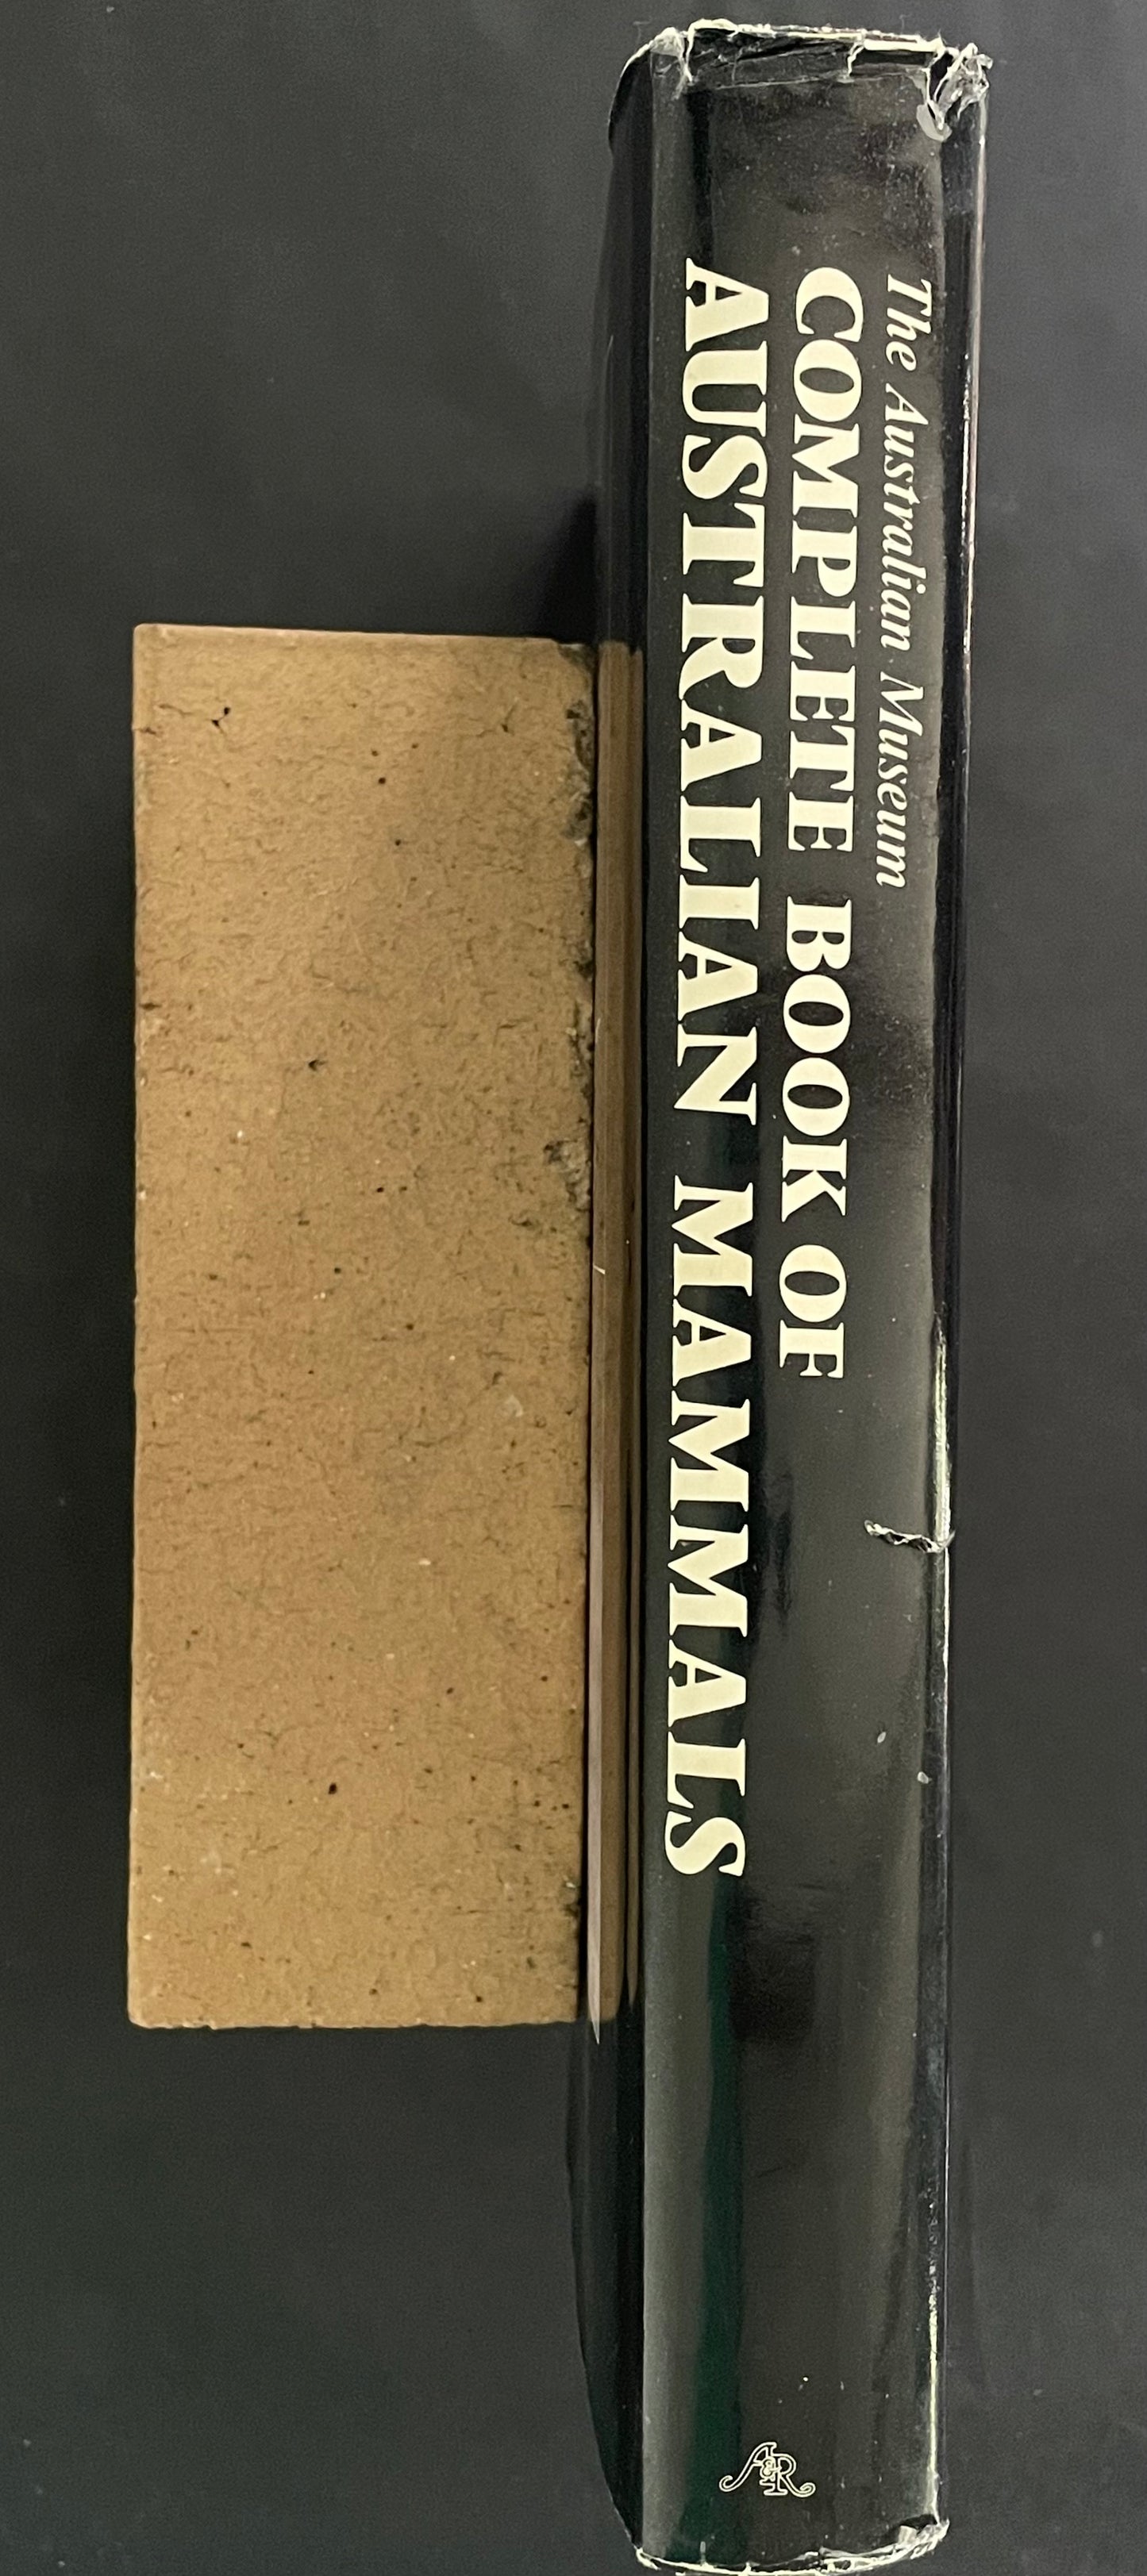 The Australian Museum
COMPLETE BOOK OF
AUSTRALIAN MAMMALS
A&R